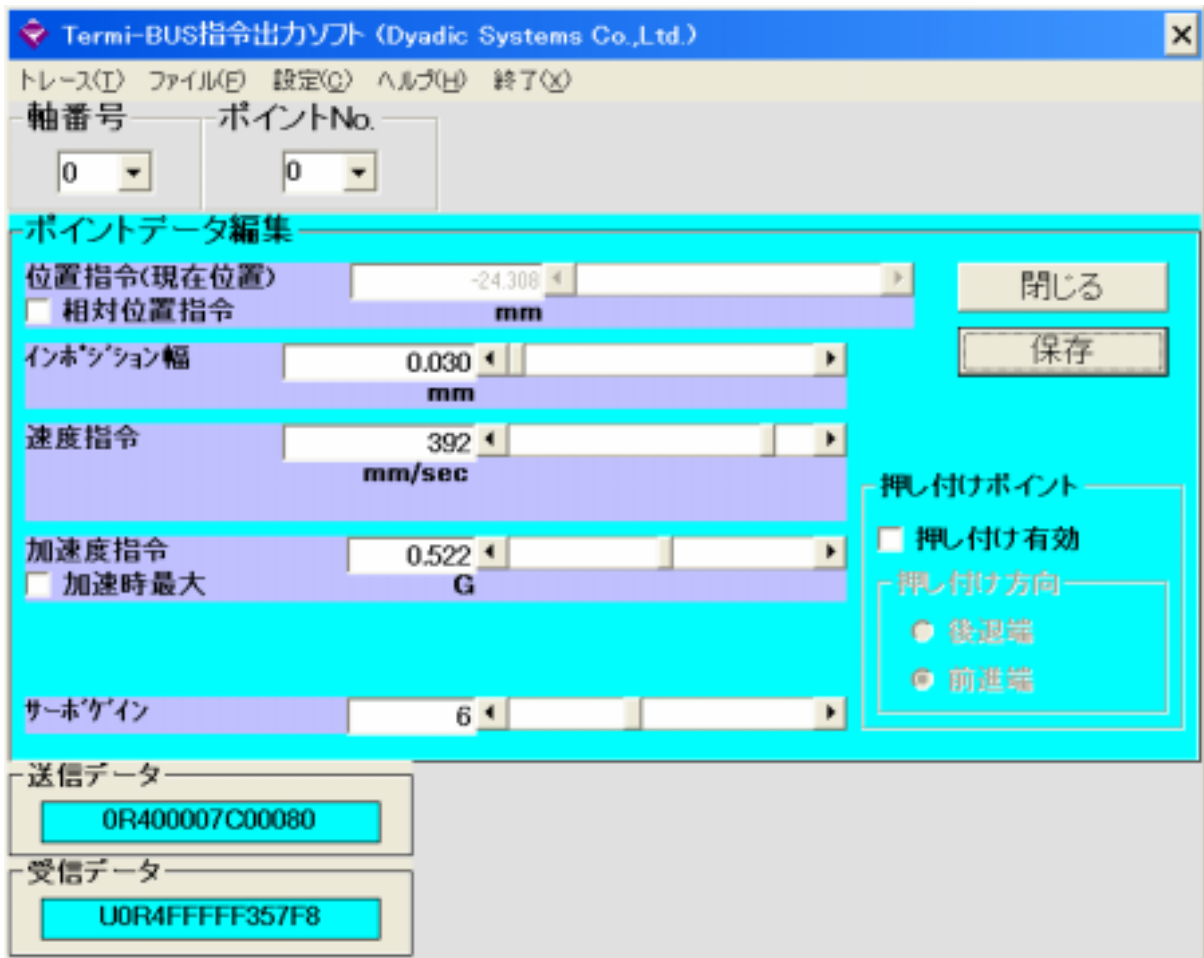 Termi-BUS指令出力ソフト (Dyadic Systems Co.,Ltd.)
トレース(T) ファイル(F) 設定(C) ヘルプ(H) 終了(X)
軸番号 ポイントNo.
0 0
ポイントデータ編集
位置指令(現在位置) -24.308
相対位置指令 mm
閉じる
インポジション幅 0.030
mm
保存
速度指令 392
mm/sec
押し付けポイント
押し付け有効
加速度指令 0.522
加速時最大 G
押し付け方向
後退端
前進端
サーボゲイン 6
送信データ
0R400007C00080
受信データ
U0R4FFFFF357F8